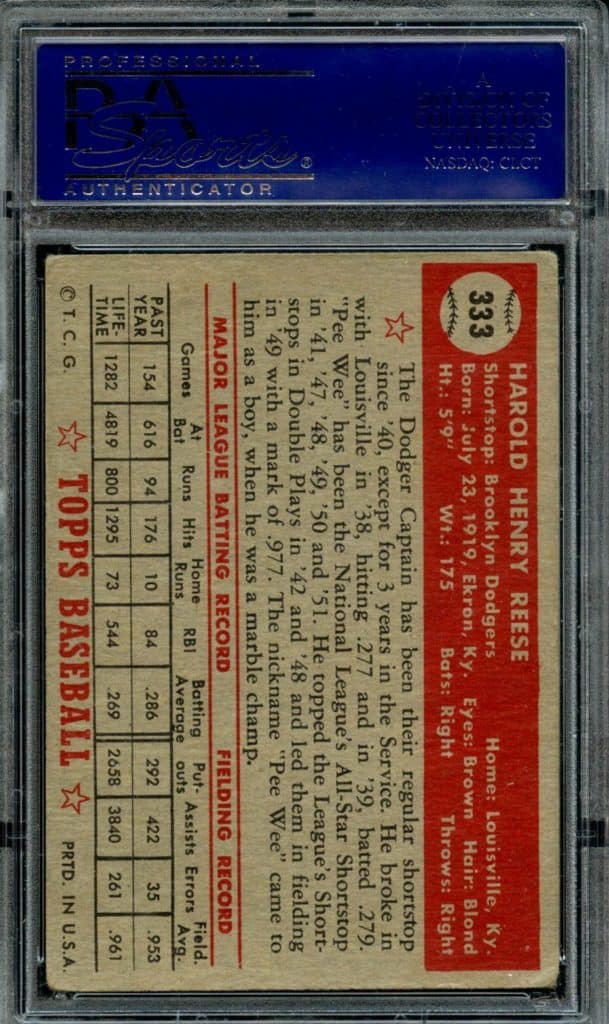 PROFESSIONAL
PSA
Sports®
AUTHENTICATOR
A
DIVISION OF
COLLECTORS
UNIVERSE
NASDAQ: CLCT
333
HAROLD HENRY REESE
Shortstop: Brooklyn Dodgers Home: Louisville, Ky.
Born: July 23, 1919, Ekron, Ky. Eyes: Brown Hair: Blond
Ht.: 5'9" Wt.: 175 Bats: Right Throws: Right
The Dodger Captain has been their regular shortstop
since '40, except for 3 years in the Service. He broke in
with Louisville in '38, hitting .277 and in '39, batted .279.
"Pee Wee" has been the National League's All-Star Shortstop
in '41, '47, '48, '49, '50 and '51. He topped the League's Short-
stops in Double Plays in '42 and '48 and led them in fielding
in '49 with a mark of .977. The nickname "Pee Wee" came to
him as a boy, when he was a marble champ.
MAJOR LEAGUE BATTING RECORD FIELDING RECORD
Games At Bat Runs Hits Home Runs RBI Batting Average Put-outs Assists Errors Field. Avg.
PAST YEAR 154 616 94 176 10 84 .286 292 422 35 .953
LIFE-TIME 1282 4819 800 1295 73 544 .269 2658 3840 261 .961
© T. C. G. TOPPS BASEBALL PRTD. IN U.S.A.